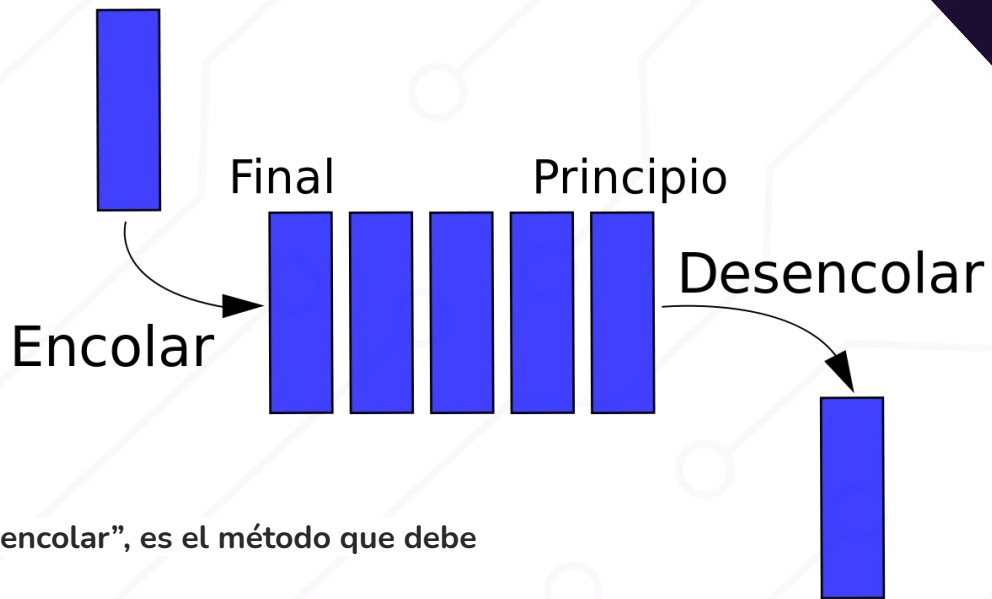 Final
Principio
Desencolar
Encolar
encolar”, es el método que debe